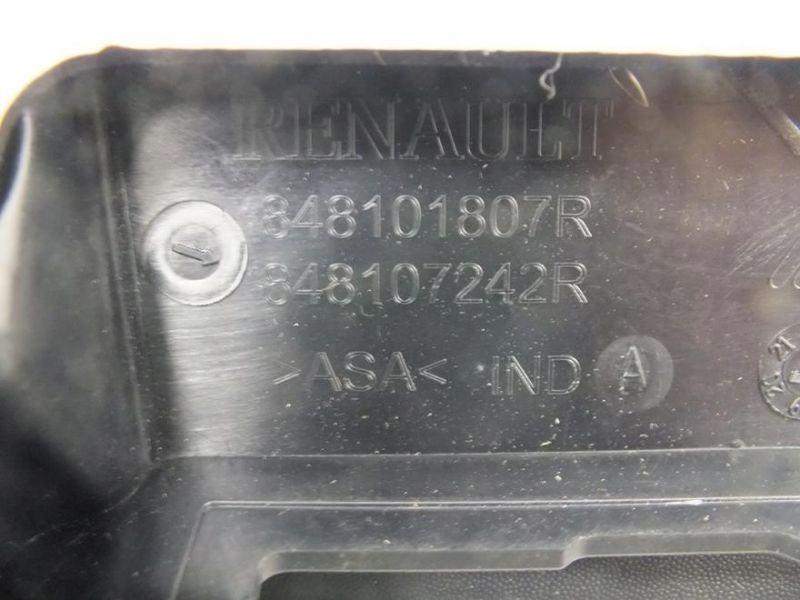 RENAULT
848101807R
848107242R
>ASA< IND A